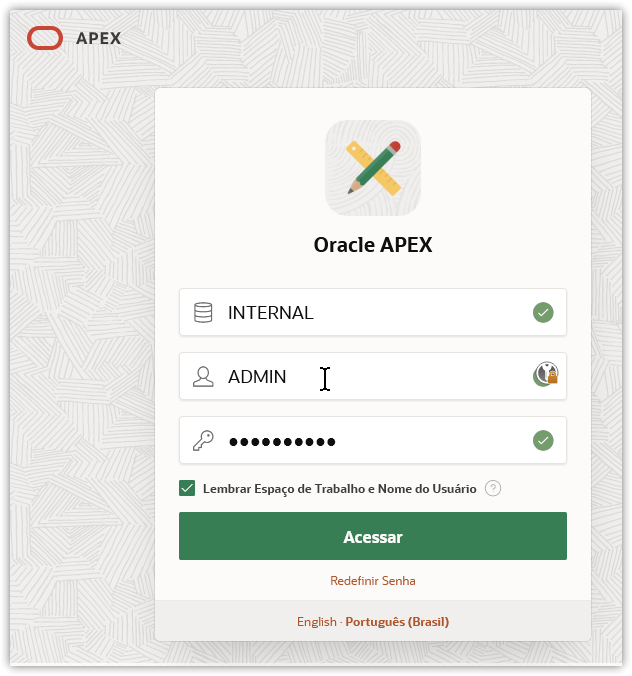 APEX
Oracle APEX
INTERNAL
ADMIN
●●●●●●●●●●
Lembrar Espaço de Trabalho e Nome do Usuário ?
Acessar
Redefinir Senha
English · Português (Brasil)